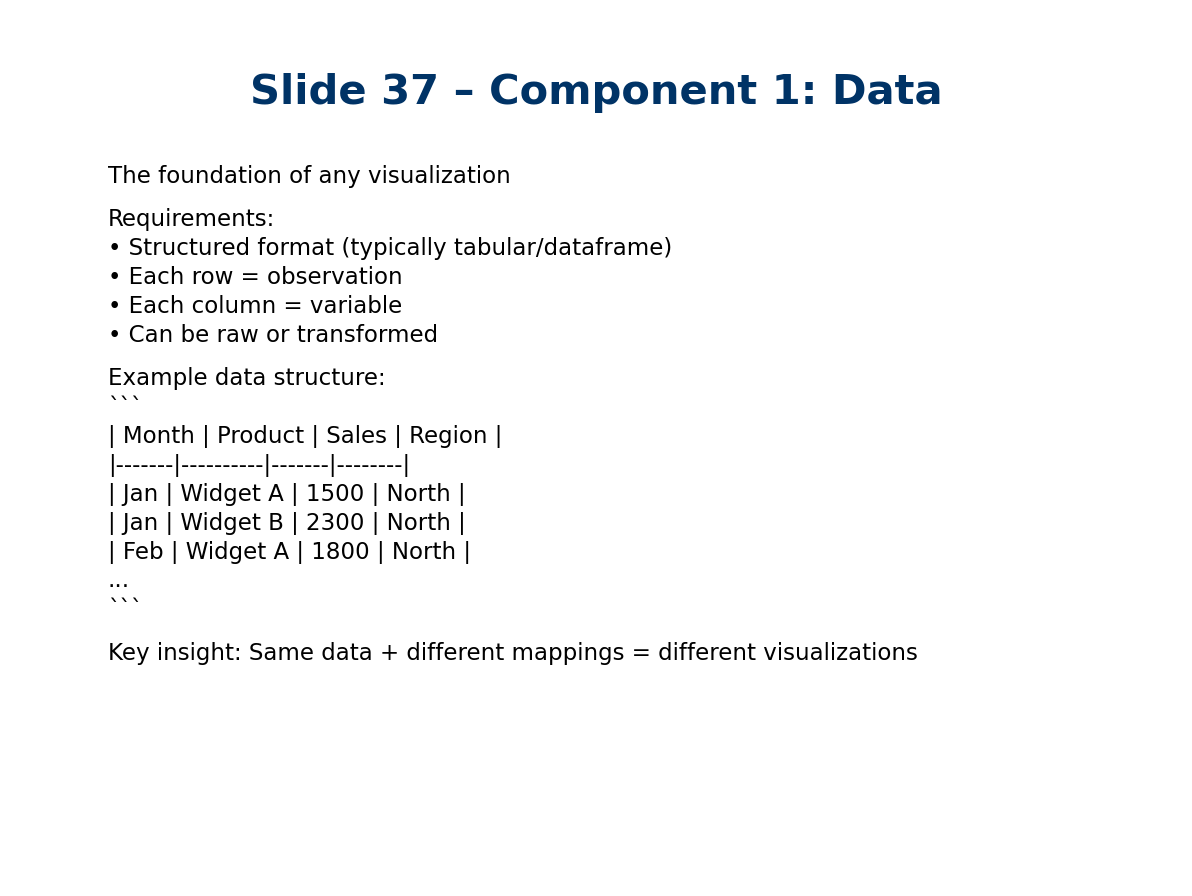 Slide 37 – Component 1: Data
The foundation of any visualization
Requirements:
• Structured format (typically tabular/dataframe)
• Each row = observation
• Each column = variable
• Can be raw or transformed
Example data structure:
```
| Month | Product | Sales | Region |
|-------|----------|-------|--------|
| Jan | Widget A | 1500 | North |
| Jan | Widget B | 2300 | North |
| Feb | Widget A | 1800 | North |
...
```
Key insight: Same data + different mappings = different visualizations